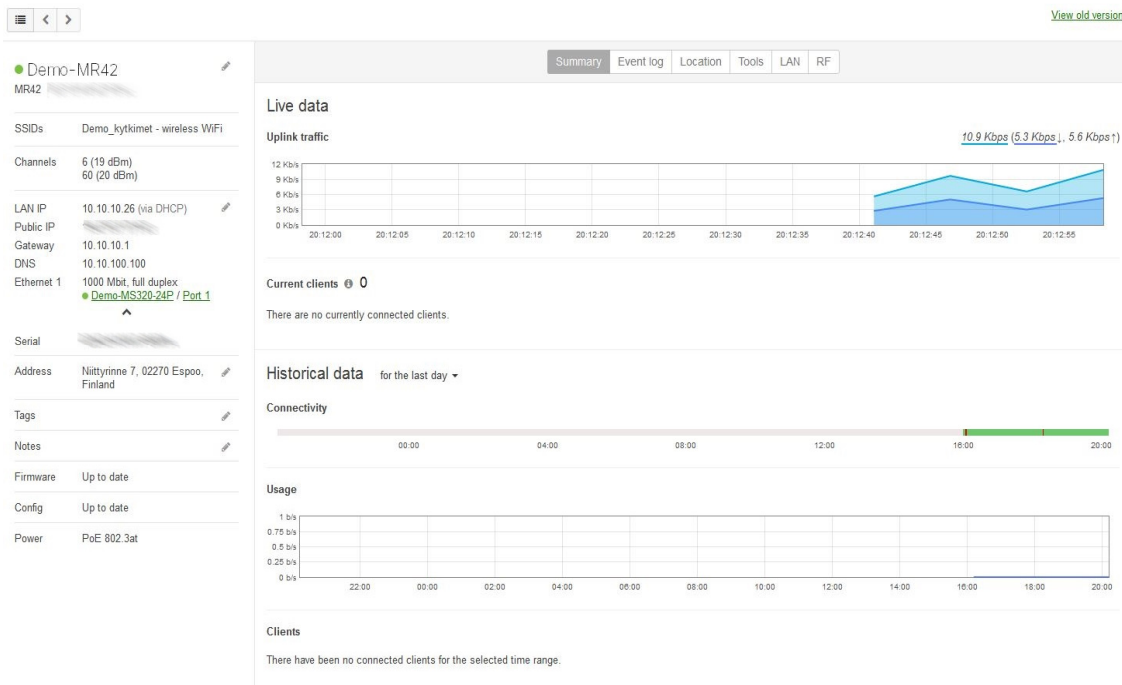 View old version
Demo-MR42
MR42
SSIDs Demo_kytkimet - wireless WiFi
Channels 6 (19 dBm)
60 (20 dBm)
LAN IP 10.10.10.26 (via DHCP)
Public IP
Gateway 10.10.10.1
DNS 10.10.100.100
Ethernet 1 1000 Mbit, full duplex
Demo-MS320-24P / Port 1
Serial
Address Niittyrinne 7, 02270 Espoo,
Finland
Tags
Notes
Firmware Up to date
Config Up to date
Power PoE 802.3at
Summary Event log Location Tools LAN RF
Live data
Uplink traffic 10.9 Kbps (5.3 Kbps↓, 5.6 Kbps↑)
12 Kb/s
9 Kb/s
6 Kb/s
3 Kb/s
0 Kb/s
20:12:00 20:12:05 20:12:10 20:12:15 20:12:20 20:12:25 20:12:30 20:12:35 20:12:40 20:12:45 20:12:50 20:12:55
Current clients 0
There are no currently connected clients.
Historical data for the last day
Connectivity
00:00 04:00 08:00 12:00 16:00 20:00
Usage
1 b/s
0.75 b/s
0.5 b/s
0.25 b/s
0 b/s
22:00 00:00 02:00 04:00 06:00 08:00 10:00 12:00 14:00 16:00 18:00 20:00
Clients
There have been no connected clients for the selected time range.